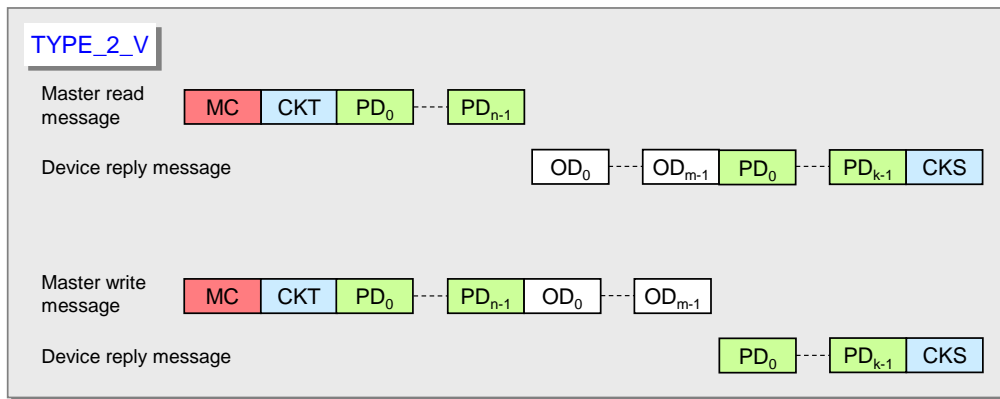 TYPE_2_V
Master read
message
MC CKT PD0 PDn-1
Device reply message
OD0 ODm-1 PD0 PDk-1 CKS
Master write
message
MC CKT PD0 PDn-1 OD0 ODm-1
Device reply message
PD0 PDk-1 CKS